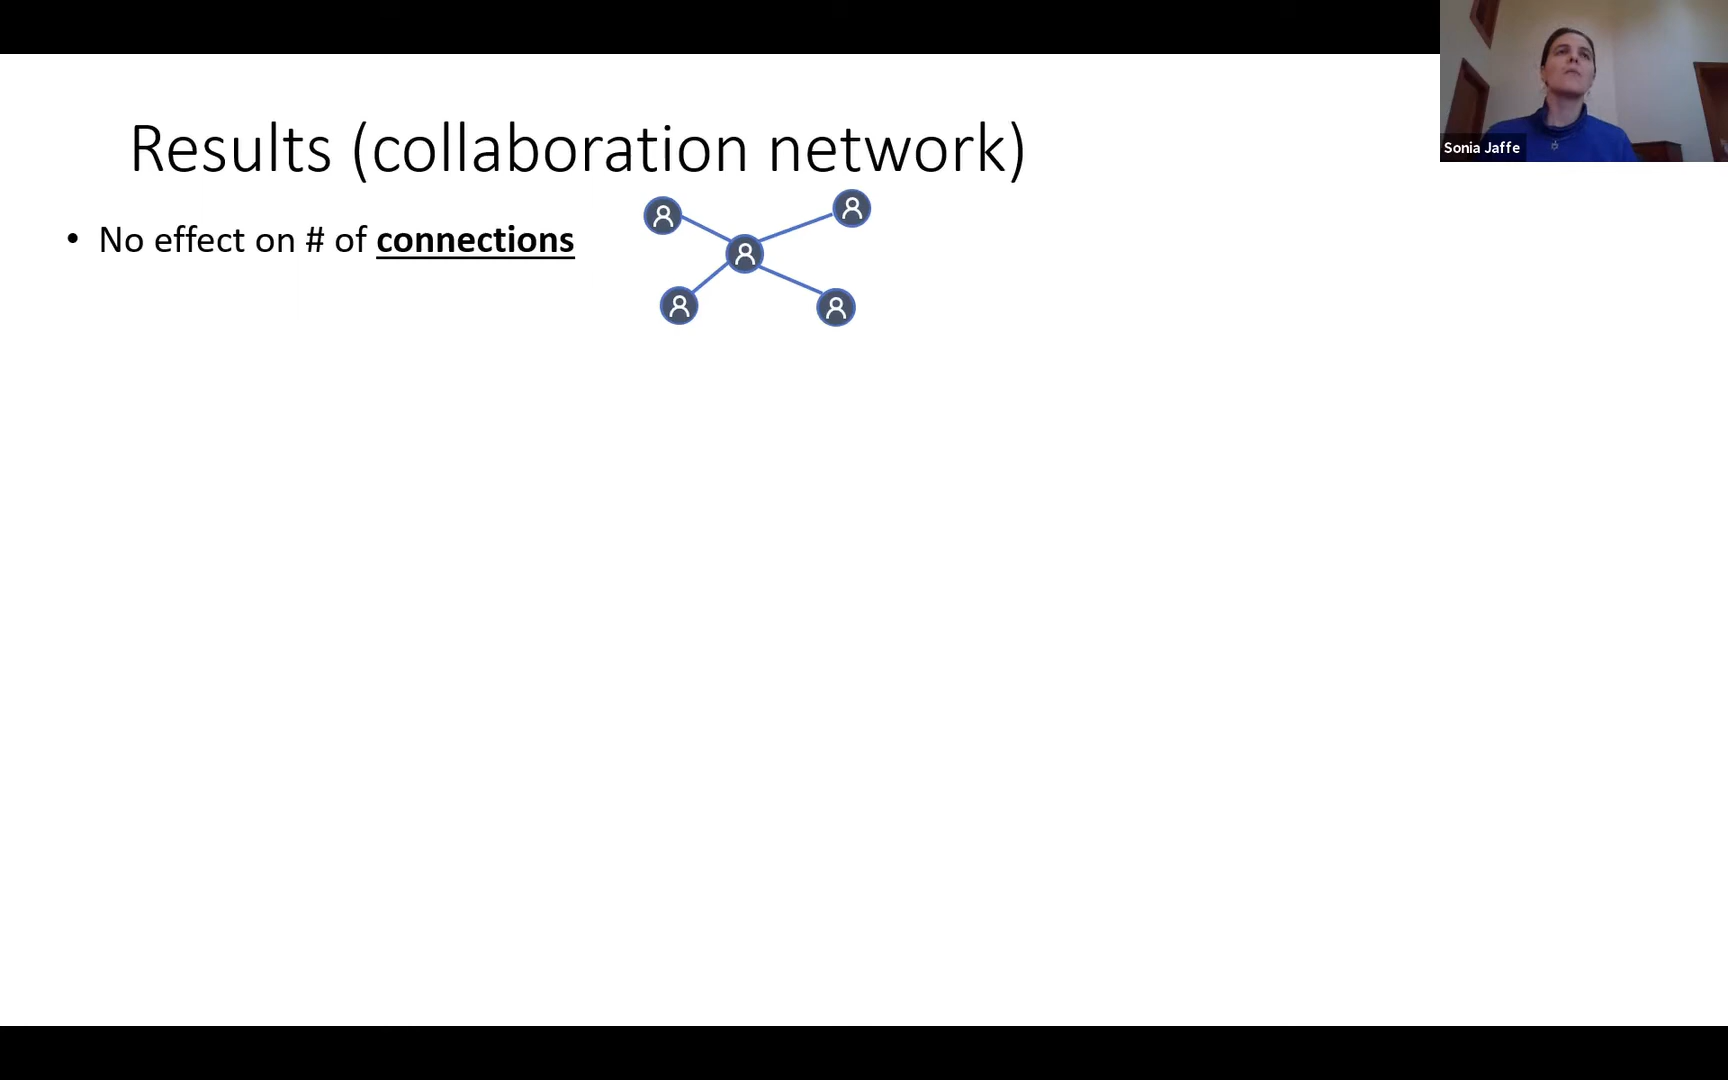 Results (collaboration network)
• No effect on # of connections
Sonia Jaffe